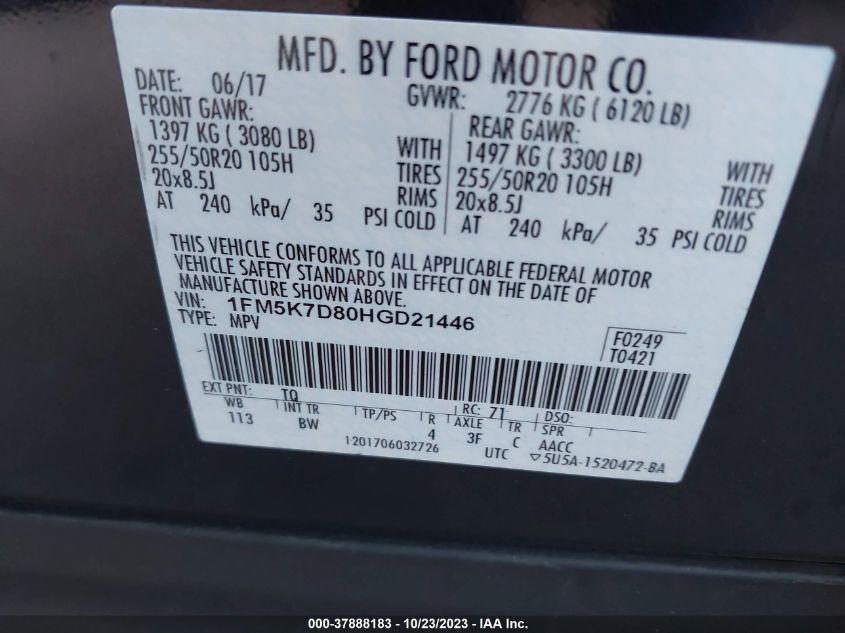 MFD. BY FORD MOTOR CO.
DATE: 06/17 GVWR: 2776 KG ( 6120 LB)
FRONT GAWR: REAR GAWR:
1397 KG ( 3080 LB) WITH 1497 KG ( 3300 LB) WITH
255/50R20 105H TIRES 255/50R20 105H TIRES
20x8.5J RIMS 20x8.5J RIMS
AT 240 kPa/ 35 PSI COLD AT 240 kPa/ 35 PSI COLD
THIS VEHICLE CONFORMS TO ALL APPLICABLE FEDERAL MOTOR
VEHICLE SAFETY STANDARDS IN EFFECT ON THE DATE OF
MANUFACTURE SHOWN ABOVE.
VIN: 1FM5K7D80HGD21446
TYPE: MPV
F0249
T0421
EXT PNT: TQ RC: 71 DSO:
WB INT TR TP/PS R AXLE TR SPR
113 BW 4 3F C AACC
1201706032726 UTC ▽5U5A-1520472-BA
000-37888183 / 10/23/2023 - IAA Inc.